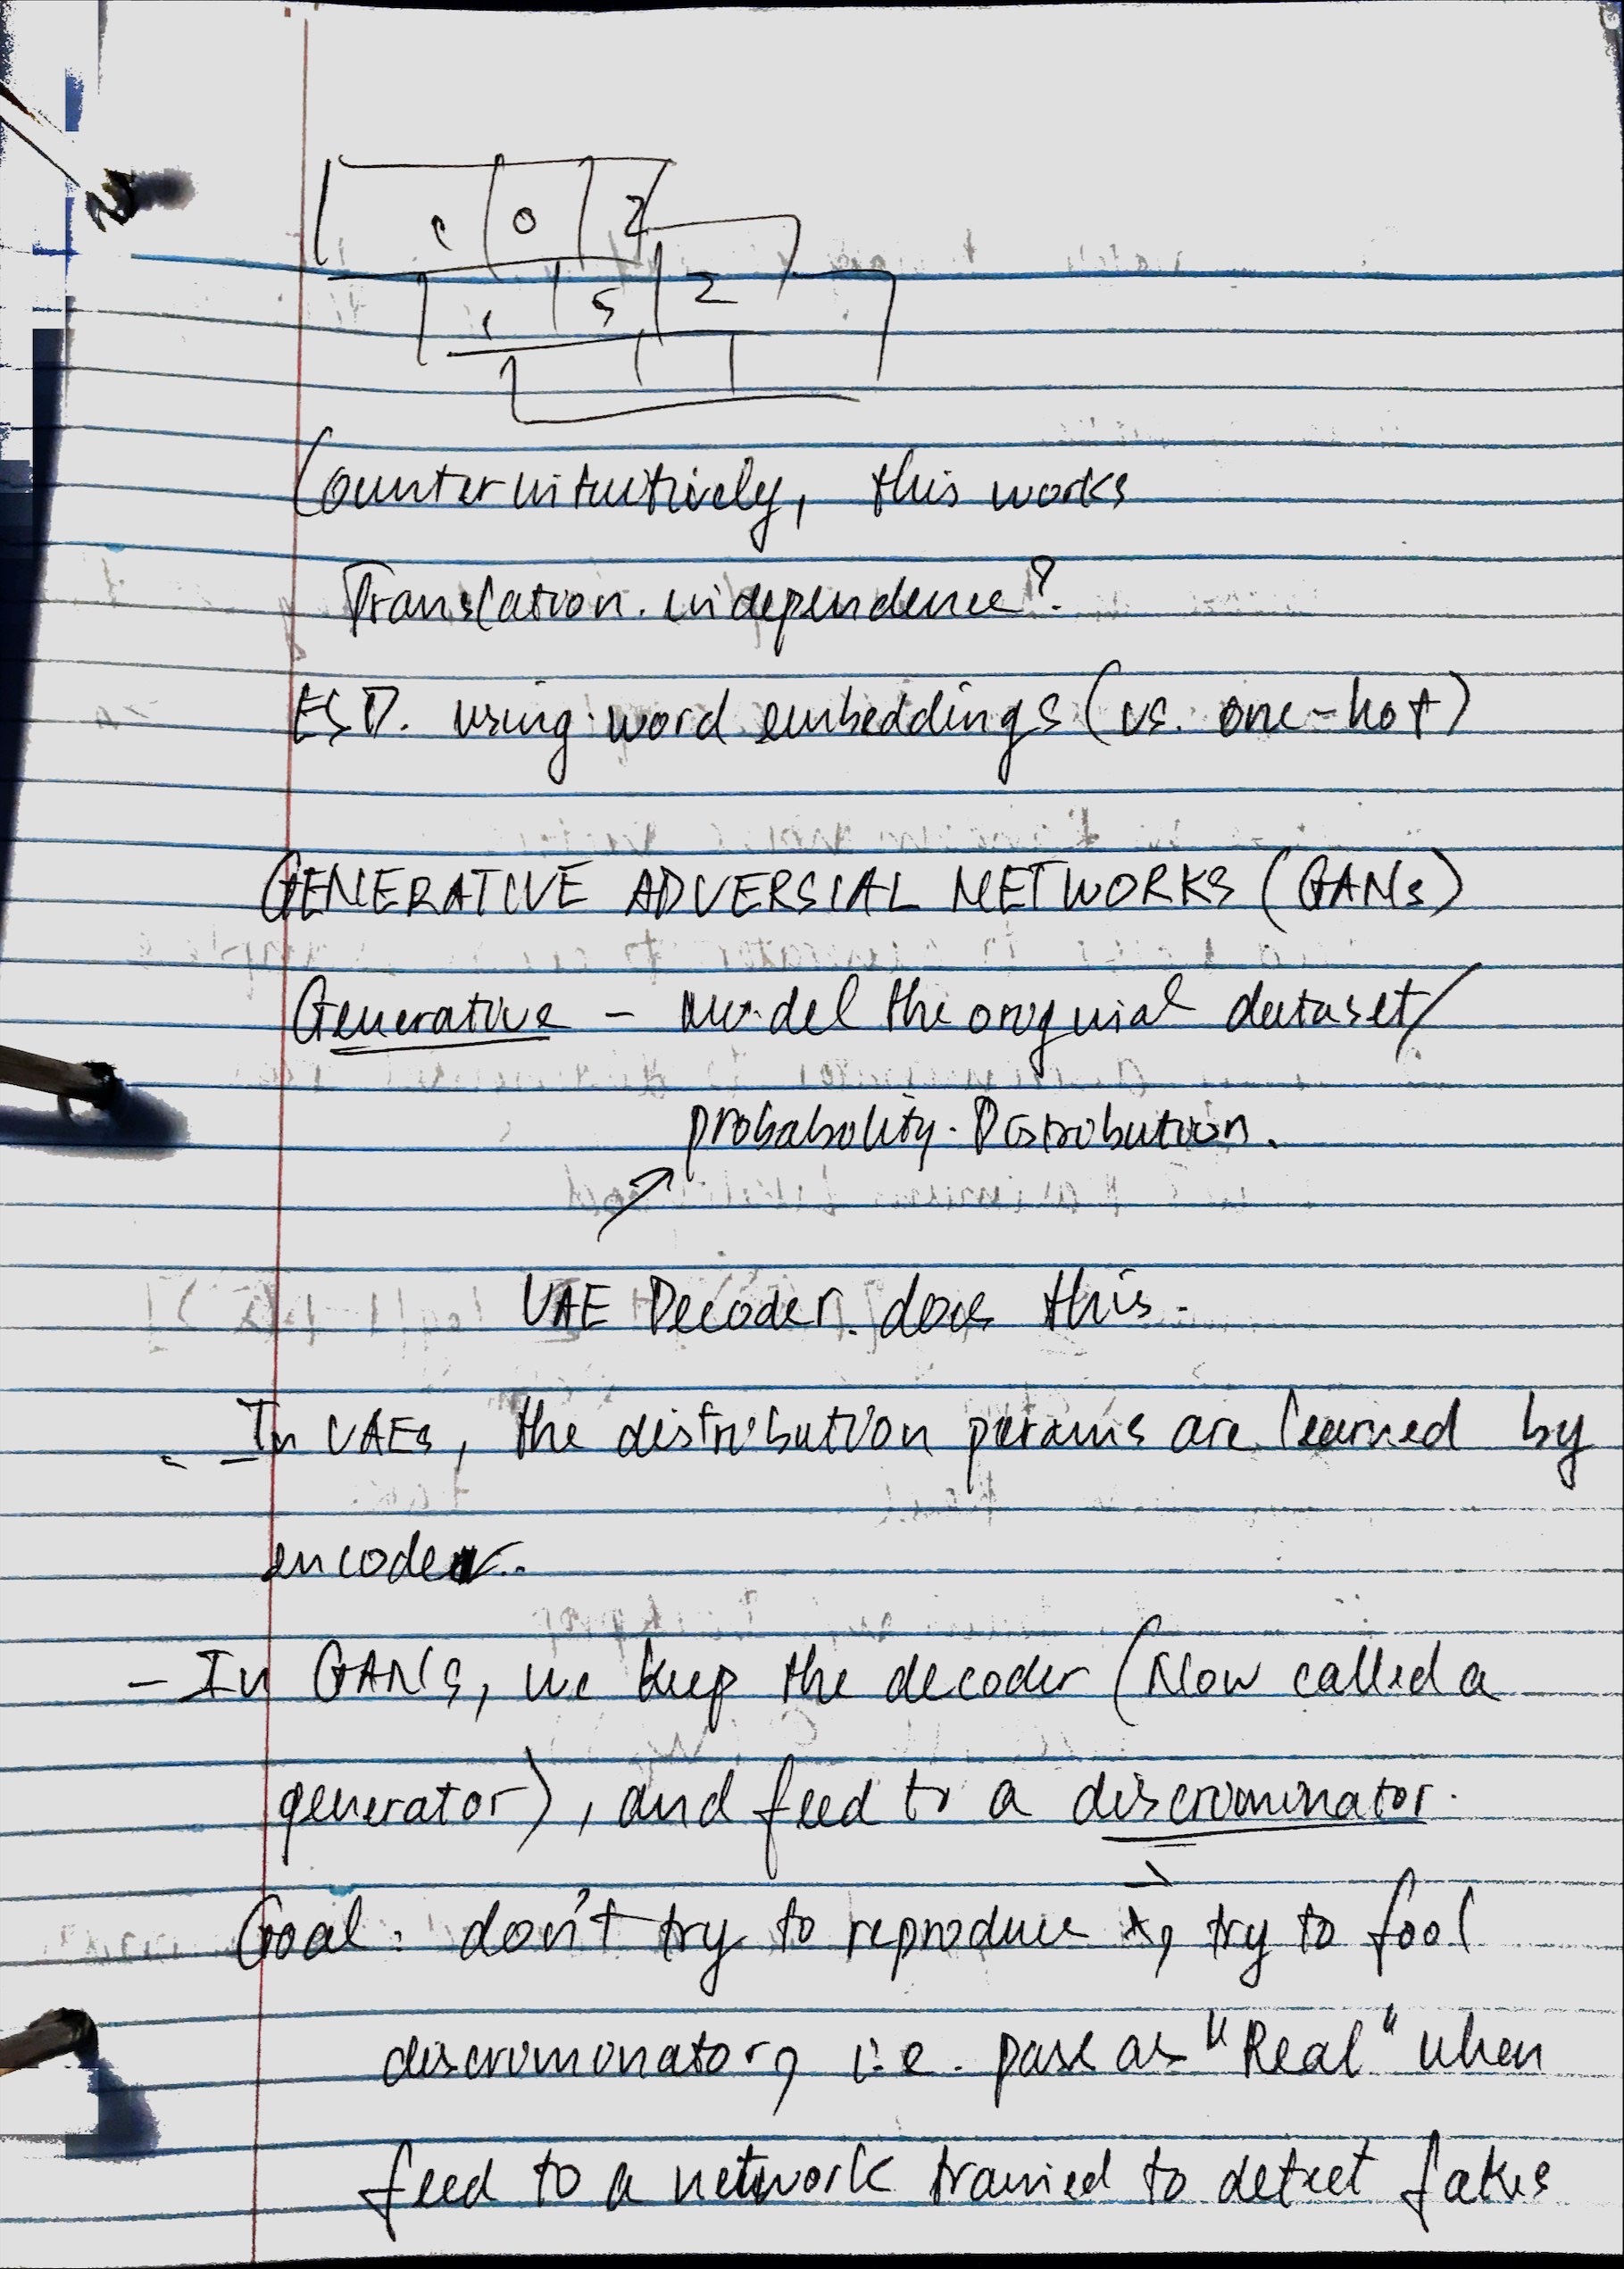 0 2
5 2
Counterintuitively, this works
Translation independence?
ESP. using word embeddings (vs. one-hot)
GENERATIVE ADVERSIAL NETWORKS (GANs)
Generative - Model the original dataset/
probability Distribution.
VAE Decoder does this.
- In VAEs, the distribution params are learned by
encoder.
- In GANs, we keep the decoder (Now called a
generator), and feed to a discriminator.
Goal: don't try to reproduce x, try to fool
discriminator, i.e. pass as "Real" when
feed to a network trained to detect fakes